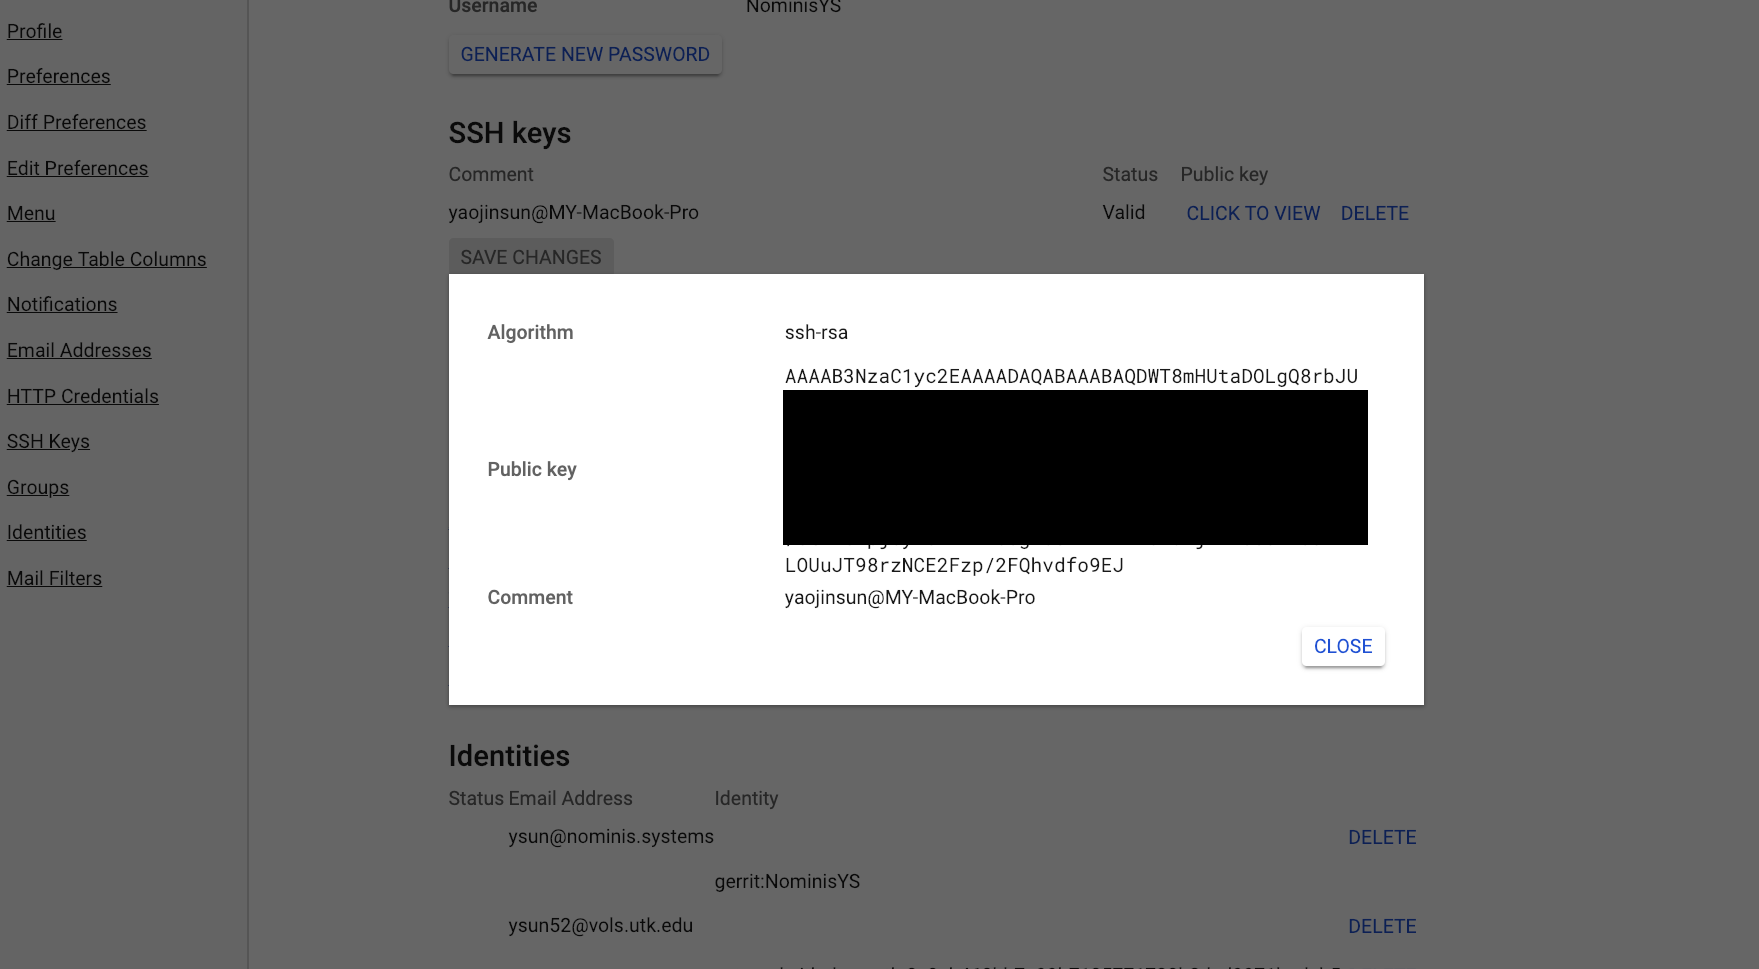 Username NominisYS
Profile
GENERATE NEW PASSWORD
Preferences
Diff Preferences
SSH keys
Edit Preferences
Comment Status Public key
Menu
yaojinsun@MY-MacBook-Pro Valid CLICK TO VIEW DELETE
Change Table Columns
SAVE CHANGES
Notifications
Algorithm ssh-rsa
Email Addresses
AAAAB3NzaC1yc2EAAAADAQABAAABAQDWT8mHUtaDOLgQ8rbJU
HTTP Credentials
SSH Keys
Public key
Groups
Identities
LOUuJT98rzNCE2Fzp/2FQhvdfo9EJ
Mail Filters
Comment yaojinsun@MY-MacBook-Pro
CLOSE
Identities
Status Email Address Identity
ysun@nominis.systems DELETE
gerrit:NominisYS
ysun52@vols.utk.edu DELETE